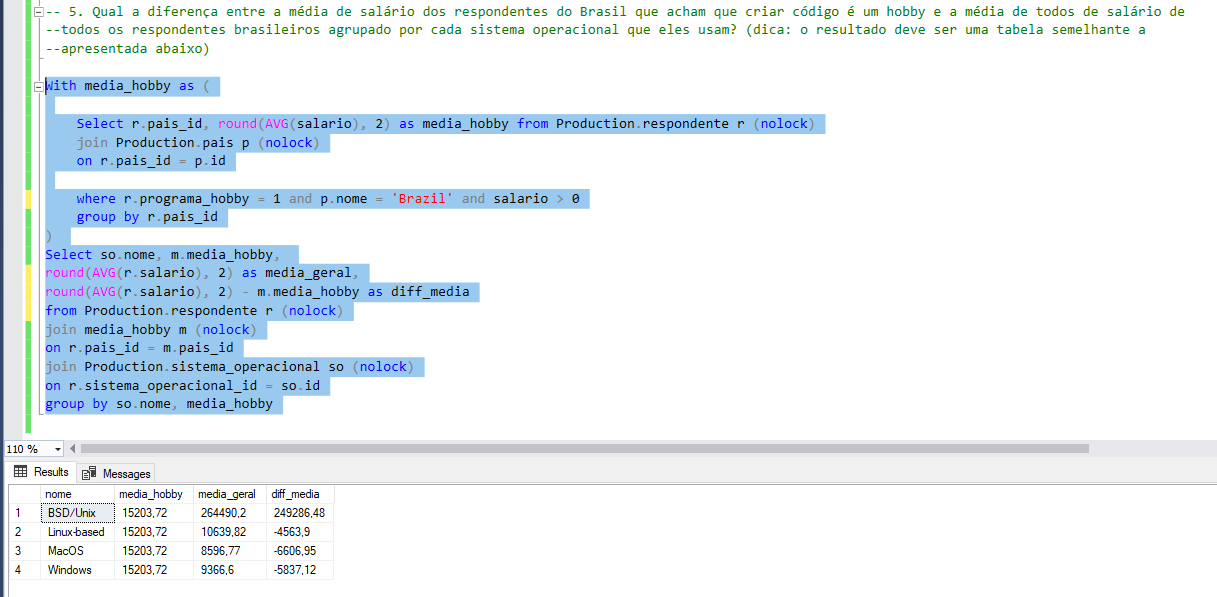 -- 5. Qual a diferença entre a média de salário dos respondentes do Brasil que acham que criar código é um hobby e a média de todos de salário de
--todos os respondentes brasileiros agrupado por cada sistema operacional que eles usam? (dica: o resultado deve ser uma tabela semelhante a
--apresentada abaixo)
With media_hobby as (
Select r.pais_id, round(AVG(salario), 2) as media_hobby from Production.respondente r (nolock)
join Production.pais p (nolock)
on r.pais_id = p.id
where r.programa_hobby = 1 and p.nome = 'Brazil' and salario > 0
group by r.pais_id
)
Select so.nome, m.media_hobby,
round(AVG(r.salario), 2) as media_geral,
round(AVG(r.salario), 2) - m.media_hobby as diff_media
from Production.respondente r (nolock)
join media_hobby m (nolock)
on r.pais_id = m.pais_id
join Production.sistema_operacional so (nolock)
on r.sistema_operacional_id = so.id
group by so.nome, media_hobby
110 %
Results Messages
nome media_hobby media_geral diff_media
1 BSD/Unix 15203,72 264490,2 249286,48
2 Linux-based 15203,72 10639,82 -4563,9
3 MacOS 15203,72 8596,77 -6606,95
4 Windows 15203,72 9366,6 -5837,12